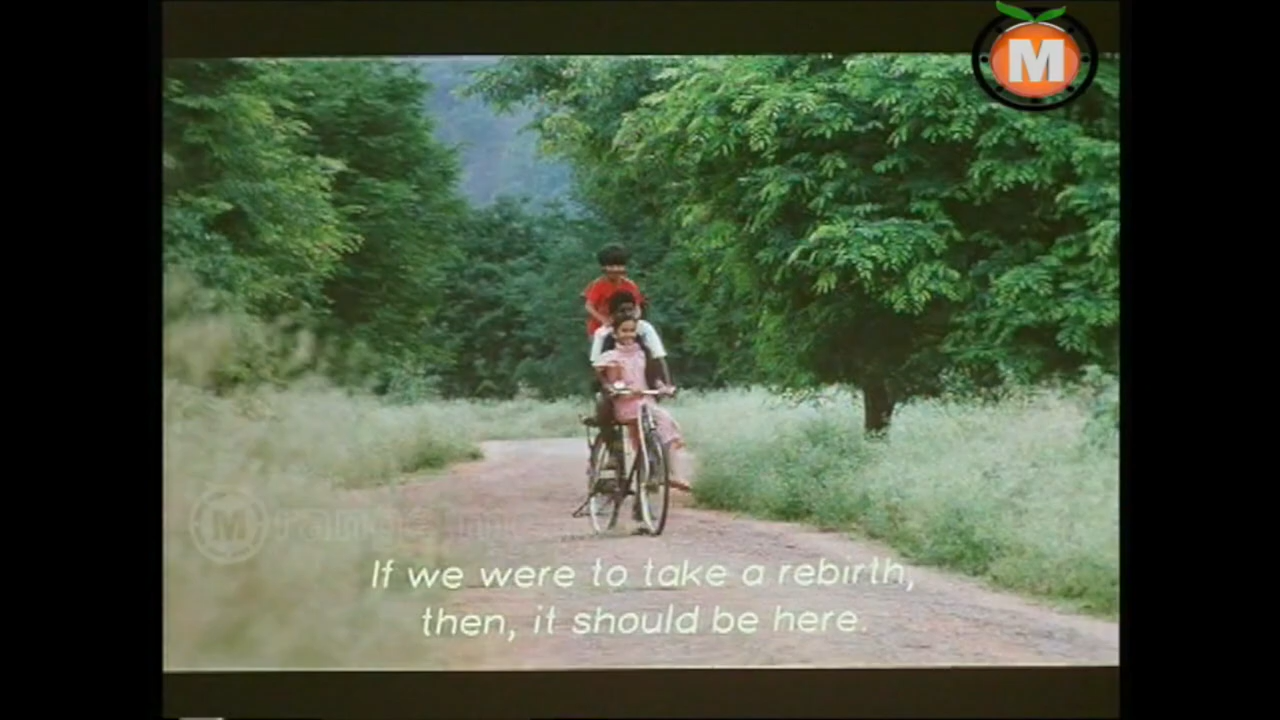 M
If we were to take a rebirth,
then, it should be here.